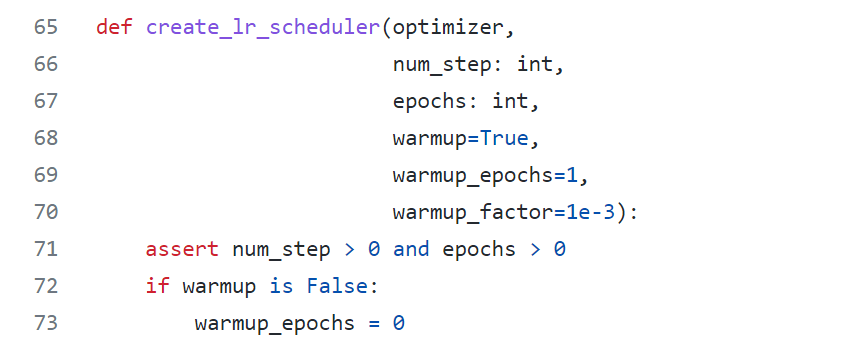 65 def create_lr_scheduler(optimizer,
66                         num_step: int,
67                         epochs: int,
68                         warmup=True,
69                         warmup_epochs=1,
70                         warmup_factor=1e-3):
71     assert num_step > 0 and epochs > 0
72     if warmup is False:
73         warmup_epochs = 0